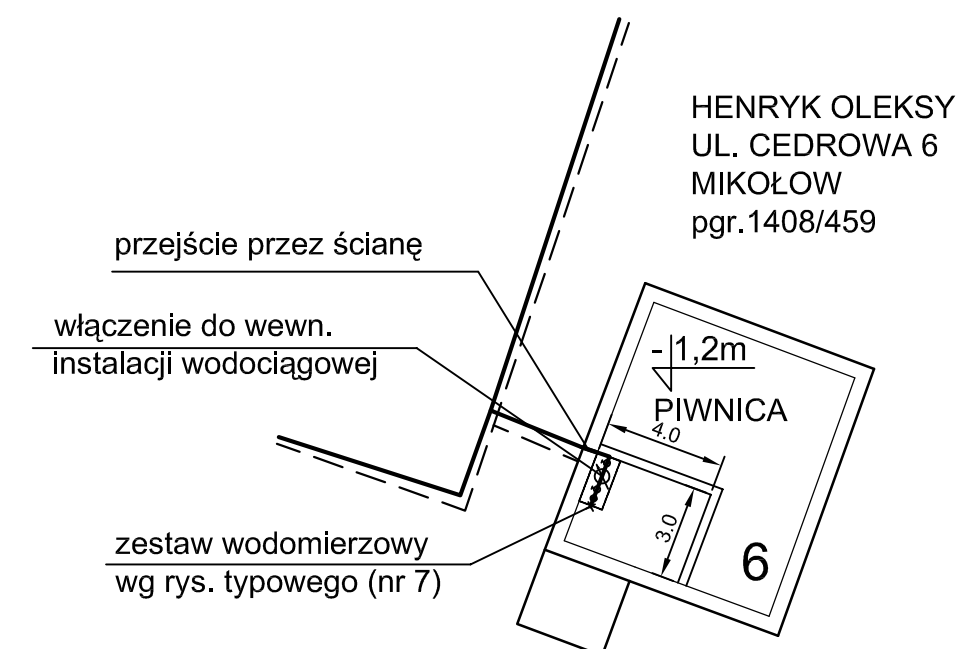 HENRYK OLEKSY
UL. CEDROWA 6
MIKOŁOW
pgr.1408/459
przejście przez ścianę
włączenie do wewn.
instalacji wodociągowej
- 1,2m
PIWNICA
4.0
3.0
6
zestaw wodomierzowy
wg rys. typowego (nr 7)